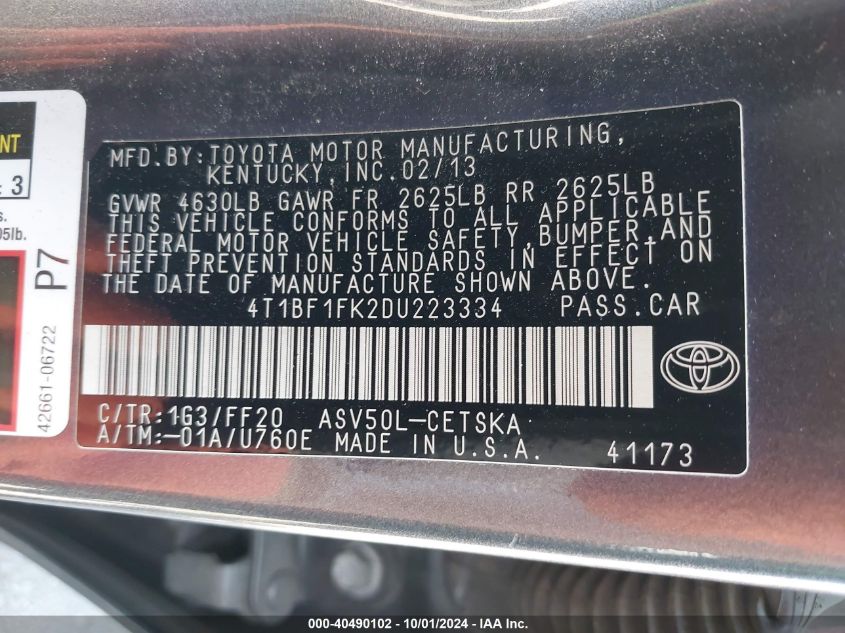 MFD.BY:TOYOTA MOTOR MANUFACTURING,
KENTUCKY,INC.02/13
GVWR 4630LB GAWR FR 2625LB RR 2625LB
THIS VEHICLE CONFORMS TO ALL APPLICABLE
FEDERAL MOTOR VEHICLE SAFETY,BUMPER,AND
THEFT PREVENTION STANDARDS IN EFFECT ON
THE DATE OF MANUFACTURE SHOWN ABOVE.
4T1BF1FK2DU223334 PASS.CAR
C/TR:1G3/FF20 ASV50L-CETSKA
A/TM:-01A/U760E MADE IN U.S.A. 41173
: 3
P7
42661-06722
000-40490102 - 10/01/2024 - IAA Inc.